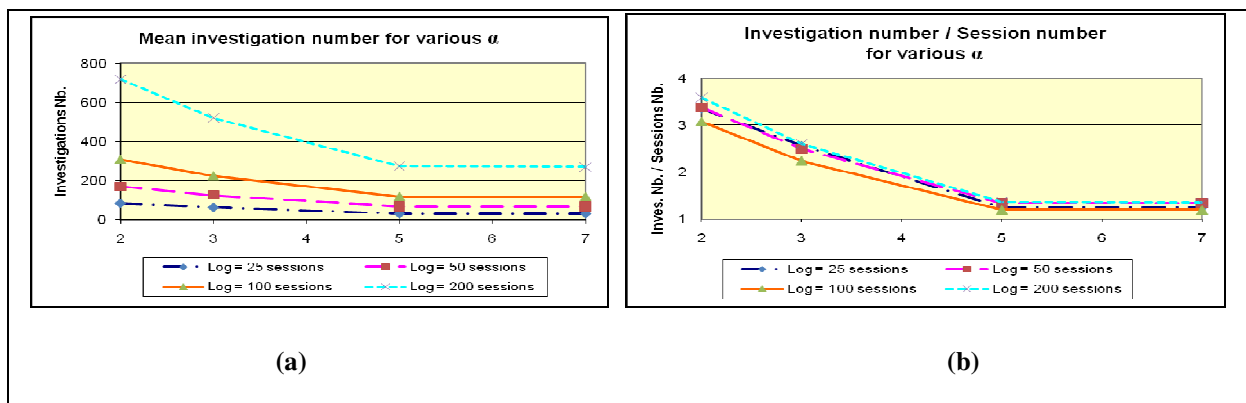 Mean investigation number for various α
Investigations Nb.
800
600
400
200
0
2 3 4 5 6 7
Log = 25 sessions
Log = 50 sessions
Log = 100 sessions
Log = 200 sessions
(a)
Investigation number / Session number
for various α
Inves. Nb. / Sessions Nb.
4
3
2
1
2 3 4 5 6 7
Log = 25 sessions
Log = 50 sessions
Log = 100 sessions
Log = 200 sessions
(b)